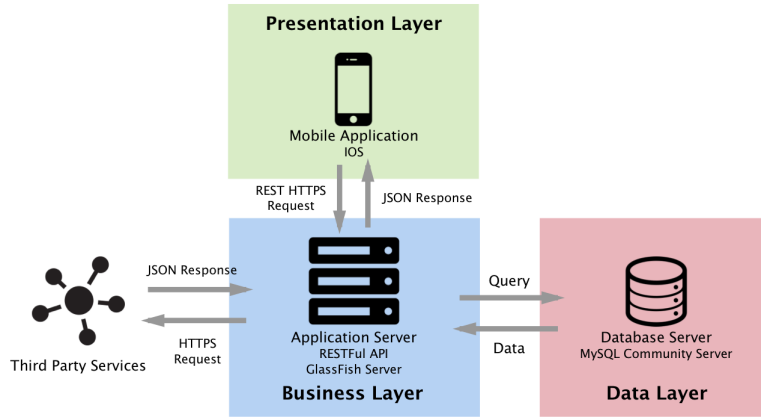 Presentation Layer
Mobile Application
IOS
REST HTTPS
Request
JSON Response
JSON Response
HTTPS
Request
Third Party Services
Application Server
RESTFul API
GlassFish Server
Business Layer
Query
Data
Database Server
MySQL Community Server
Data Layer